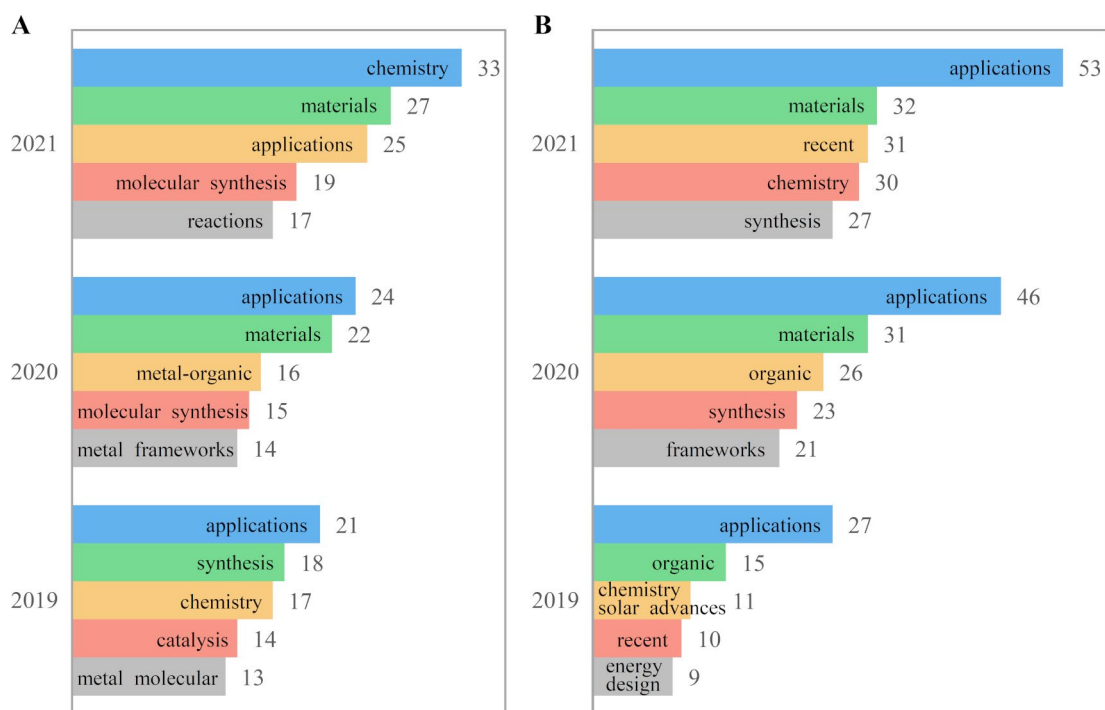 A
2021
chemistry 33
materials 27
applications 25
molecular synthesis 19
reactions 17
2020
applications 24
materials 22
metal-organic 16
molecular synthesis 15
metal frameworks 14
2019
applications 21
synthesis 18
chemistry 17
catalysis 14
metal molecular 13
B
2021
applications 53
materials 32
recent 31
chemistry 30
synthesis 27
2020
applications 46
materials 31
organic 26
synthesis 23
frameworks 21
2019
applications 27
organic 15
chemistry
solar advances 11
recent 10
energy
design 9